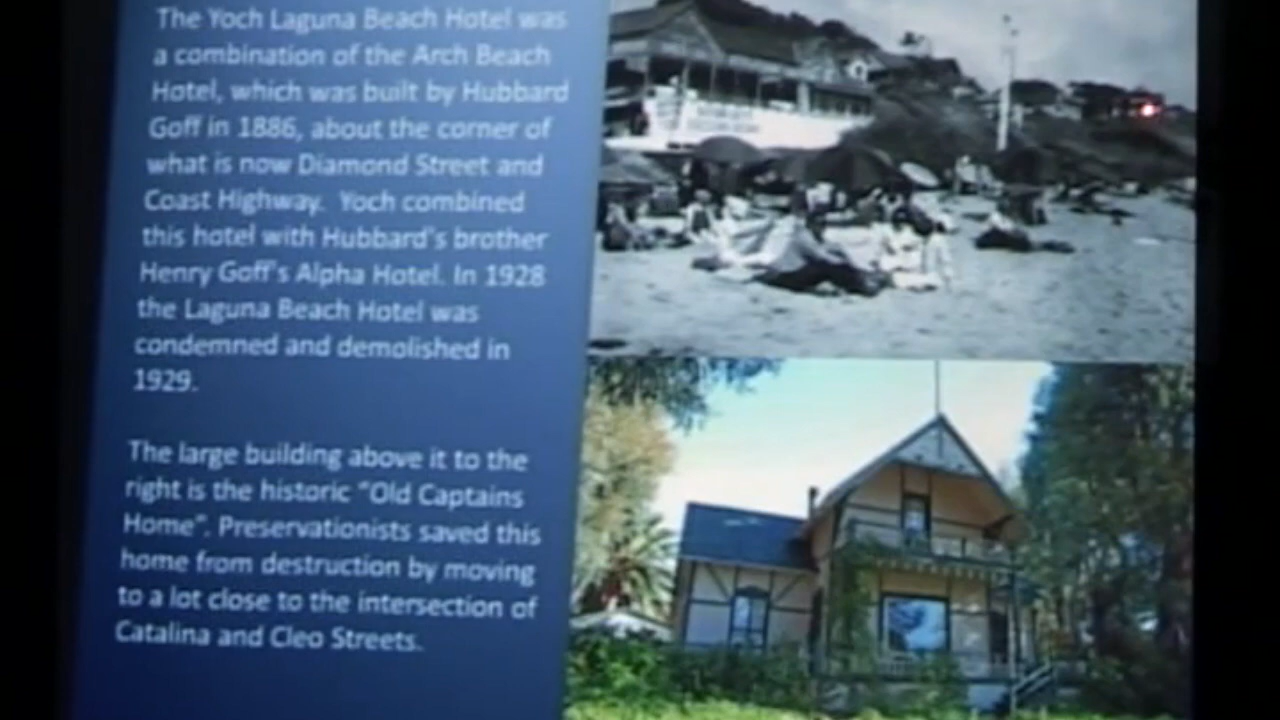 The Yoch Laguna Beach Hotel was
a combination of the Arch Beach
Hotel, which was built by Hubbard
Goff in 1886, about the corner of
what is now Diamond Street and
Coast Highway. Yoch combined
this hotel with Hubbard's brother
Henry Goff's Alpha Hotel. In 1928
the Laguna Beach Hotel was
condemned and demolished in
1929.
The large building above it to the
right is the historic "Old Captains
Home". Preservationists saved this
home from destruction by moving
to a lot close to the intersection of
Catalina and Cleo Streets.